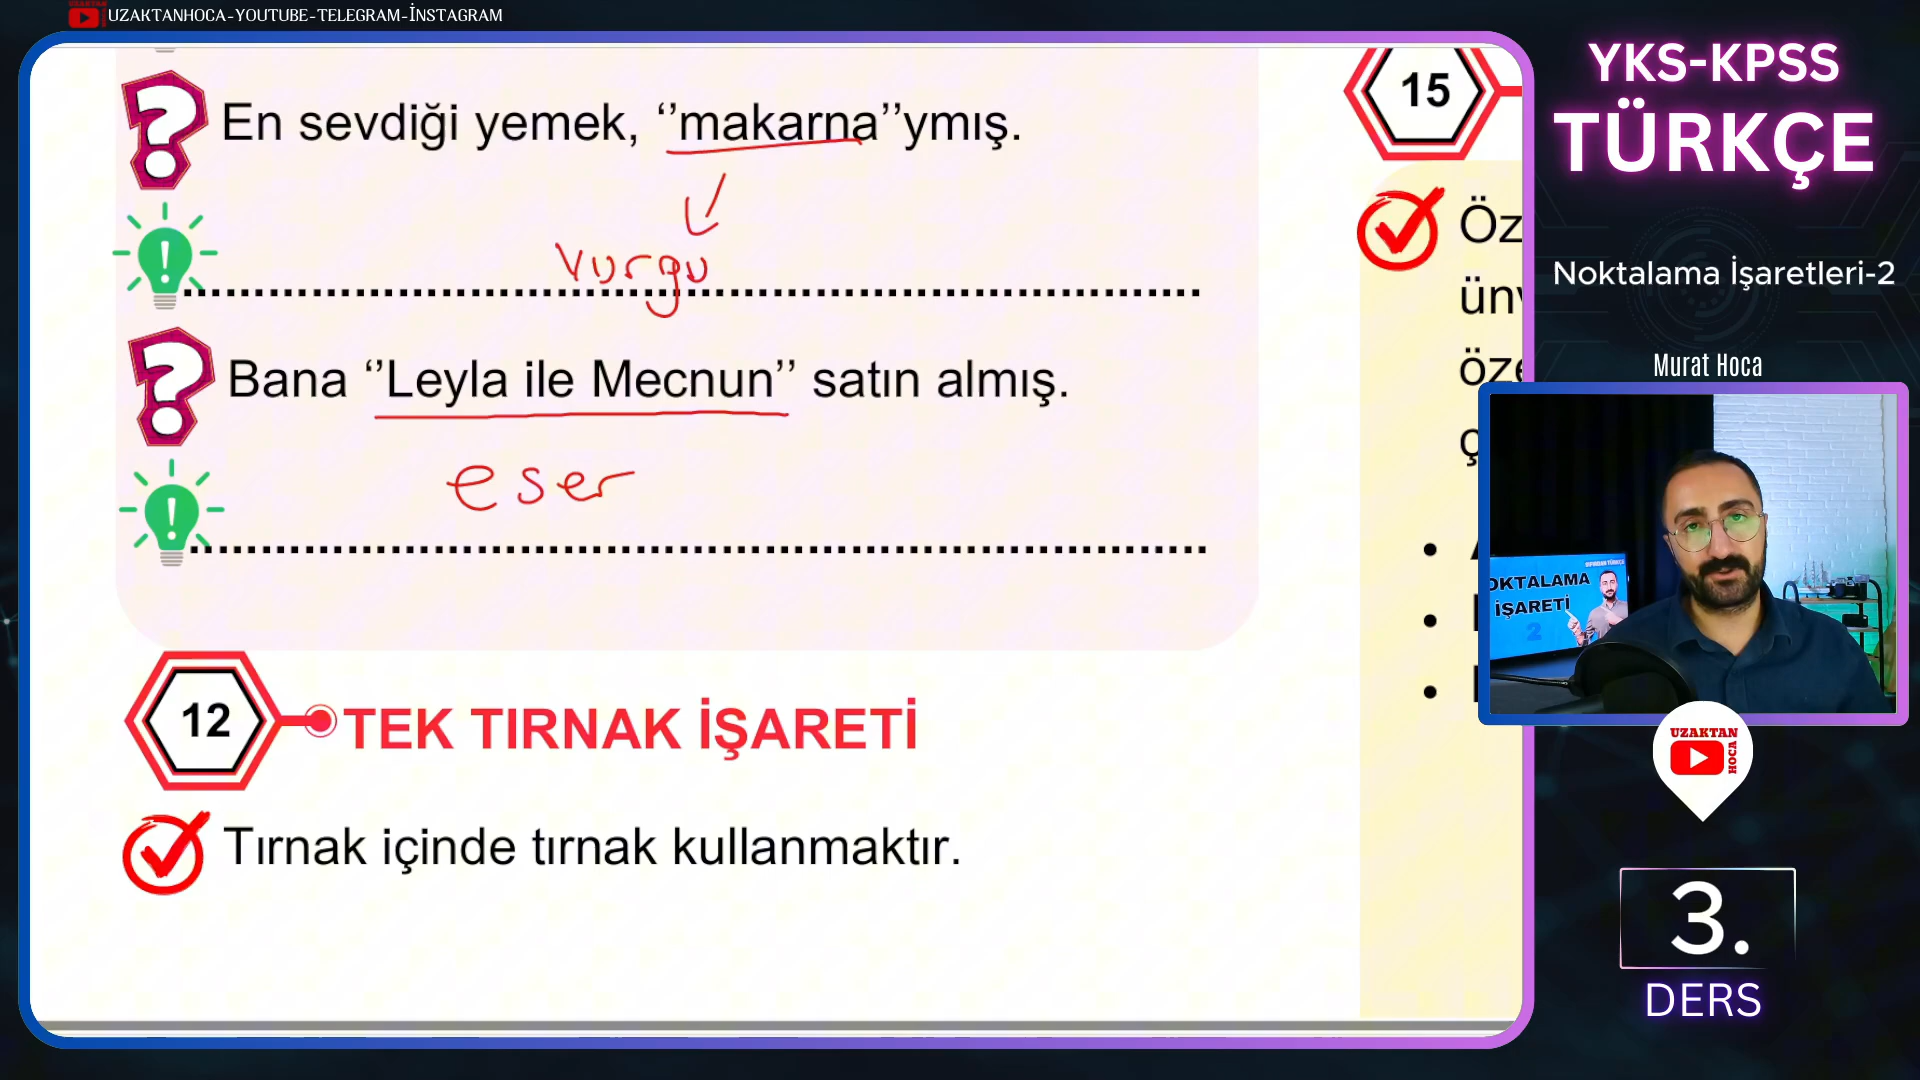 UZAKTANHOCA-YOUTUBE-TELEGRAM-İNSTAGRAM
En sevdiği yemek, ‘’makarna’’ymış.
vurgu
Bana ‘’Leyla ile Mecnun’’ satın almış.
eser
12
TEK TIRNAK İŞARETİ
Tırnak içinde tırnak kullanmaktır.
15
YKS-KPSS
TÜRKÇE
Noktalama İşaretleri-2
Murat Hoca
İŞARETİ
2
UZAKTAN
HOCA
3.
DERS